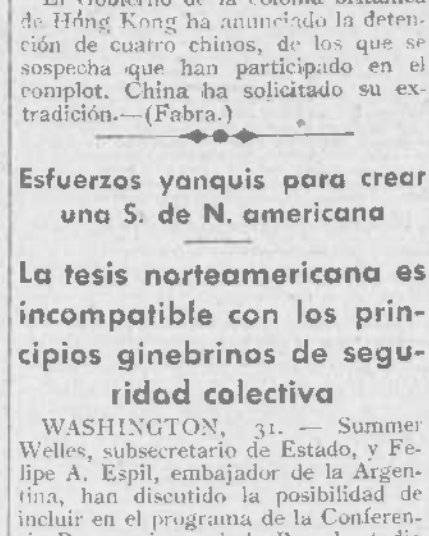 El Gobierno de la colonia británica
de Hóng Kong ha anunciado la deten-
ción de cuatro chinos, de los que se
sospecha que han participado en el
complot. China ha solicitado su ex-
tradición.—(Fabra.)
Esfuerzos yanquis para crear
una S. de N. americana
La tesis norteamericana es
incompatible con los prin-
cipios ginebrinos de segu-
ridad colectiva
WASHINGTON, 31. — Summer
Welles, subsecretario de Estado, y Fe-
lipe A. Espil, embajador de la Argen-
tina, han discutido la posibilidad de
incluir en el programa de la Conferen-